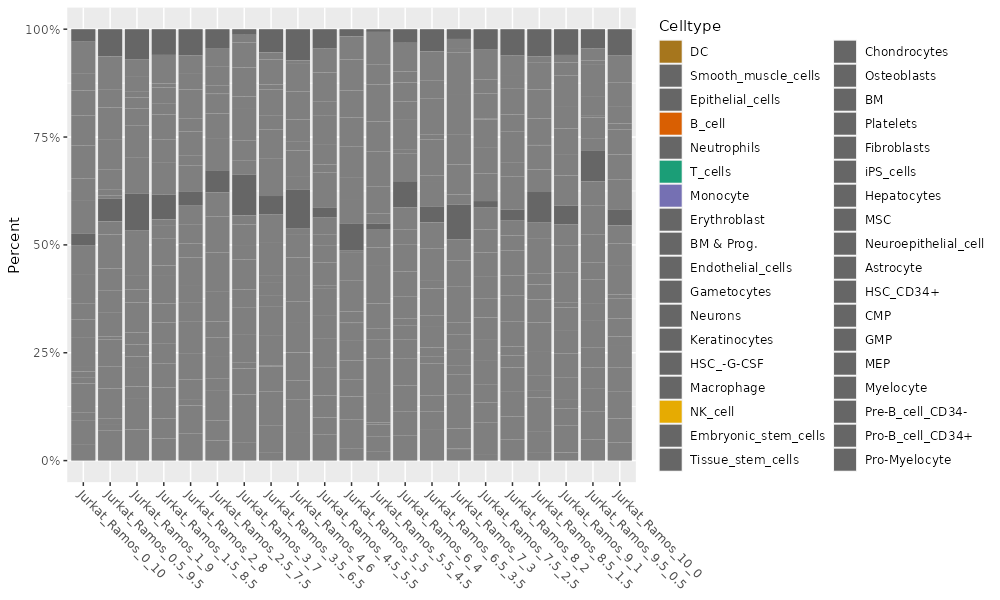 Percent
100%
75%
50%
25%
0%
Jurkat_Ramos_0_10
Jurkat_Ramos_0.5_9.5
Jurkat_Ramos_1_9
Jurkat_Ramos_1.5_8.5
Jurkat_Ramos_2_8
Jurkat_Ramos_2.5_7.5
Jurkat_Ramos_3_7
Jurkat_Ramos_3.5_6.5
Jurkat_Ramos_4_6
Jurkat_Ramos_4.5_5.5
Jurkat_Ramos_5_5
Jurkat_Ramos_5.5_4.5
Jurkat_Ramos_6_4
Jurkat_Ramos_6.5_3.5
Jurkat_Ramos_7_3
Jurkat_Ramos_7.5_2.5
Jurkat_Ramos_8_2
Jurkat_Ramos_8.5_1.5
Jurkat_Ramos_9_1
Jurkat_Ramos_9.5_0.5
Jurkat_Ramos_10_0
Celltype
DC
Smooth_muscle_cells
Epithelial_cells
B_cell
Neutrophils
T_cells
Monocyte
Erythroblast
BM & Prog.
Endothelial_cells
Gametocytes
Neurons
Keratinocytes
HSC_-G-CSF
Macrophage
NK_cell
Embryonic_stem_cells
Tissue_stem_cells
Chondrocytes
Osteoblasts
BM
Platelets
Fibroblasts
iPS_cells
Hepatocytes
MSC
Neuroepithelial_cell
Astrocyte
HSC_CD34+
CMP
GMP
MEP
Myelocyte
Pre-B_cell_CD34-
Pro-B_cell_CD34+
Pro-Myelocyte